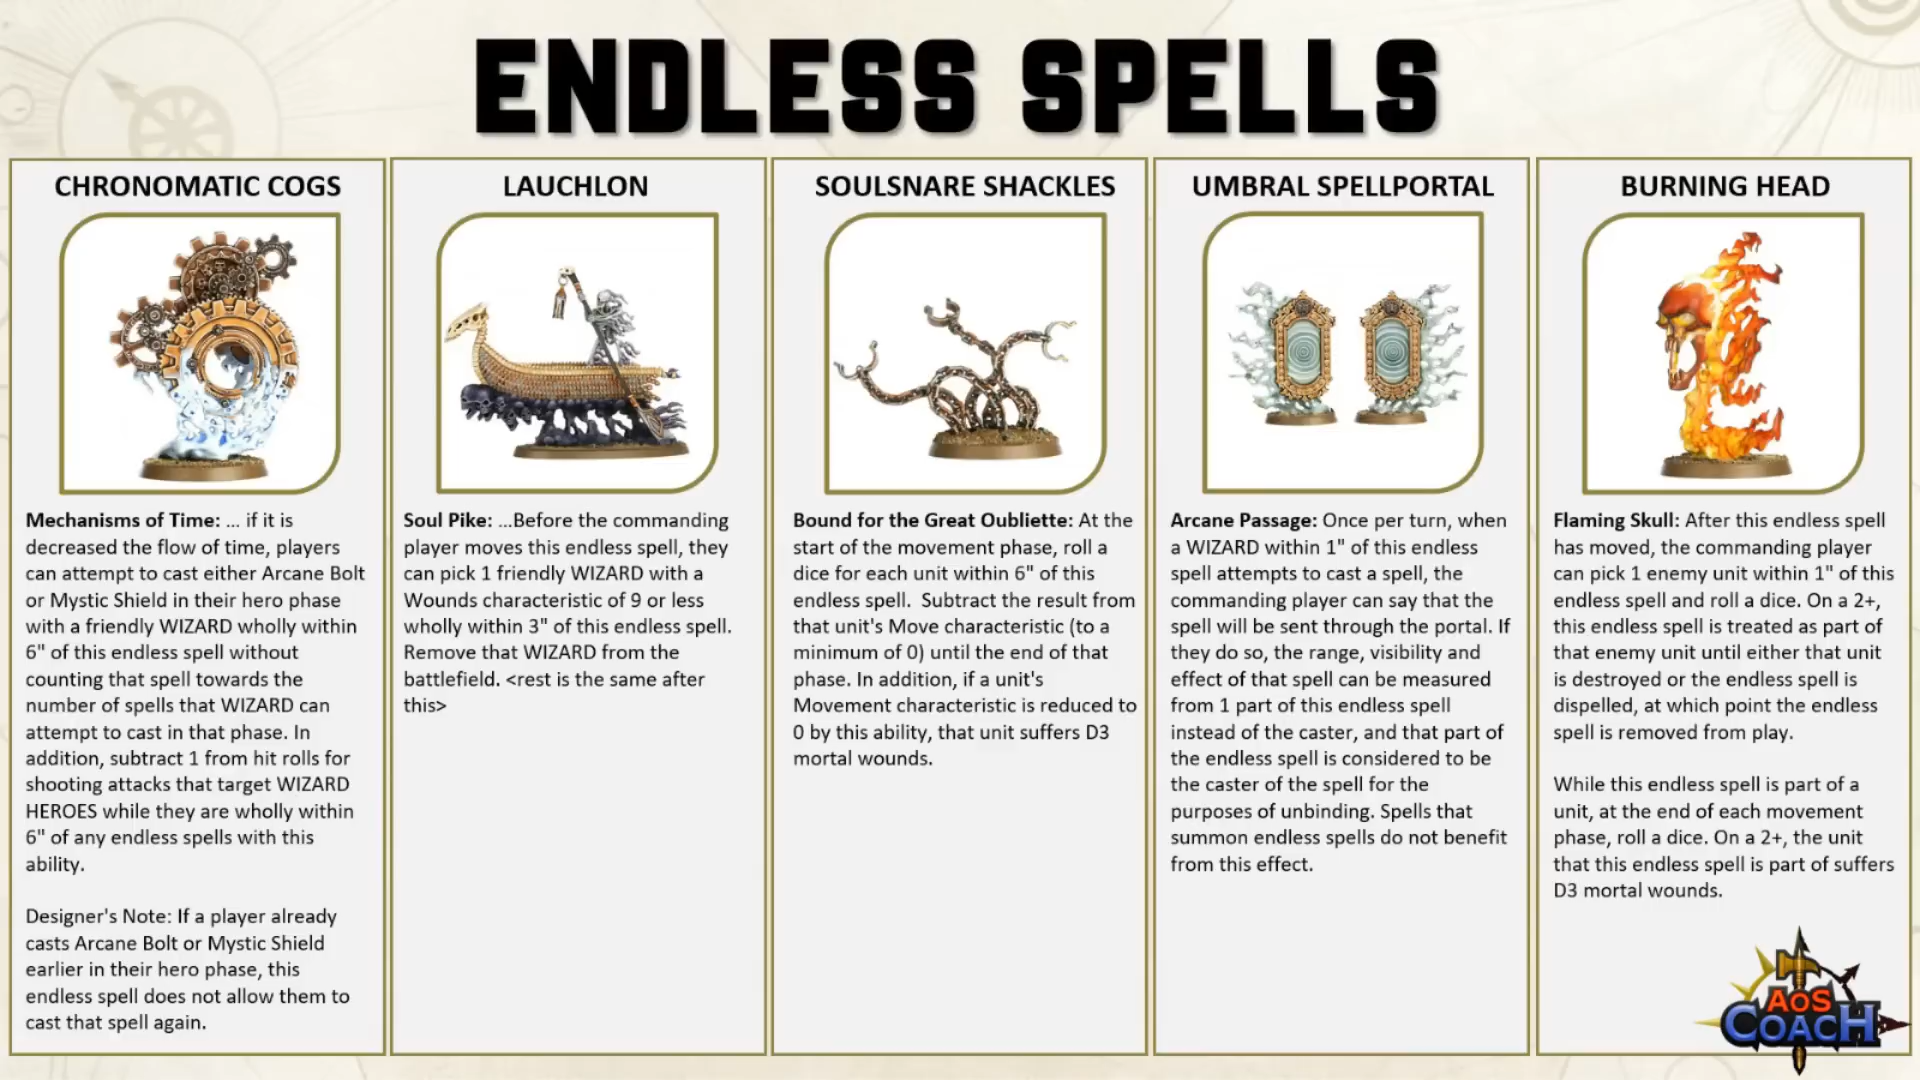 ENDLESS SPELLS
CHRONOMATIC COGS
Mechanisms of Time: ... if it is
decreased the flow of time, players
can attempt to cast either Arcane Bolt
or Mystic Shield in their hero phase
with a friendly WIZARD wholly within
6" of this endless spell without
counting that spell towards the
number of spells that WIZARD can
attempt to cast in that phase. In
addition, subtract 1 from hit rolls for
shooting attacks that target WIZARD
HEROES while they are wholly within
6" of any endless spells with this
ability.
Designer's Note: If a player already
casts Arcane Bolt or Mystic Shield
earlier in their hero phase, this
endless spell does not allow them to
cast that spell again.
LAUCHLON
Soul Pike: ...Before the commanding
player moves this endless spell, they
can pick 1 friendly WIZARD with a
Wounds characteristic of 9 or less
wholly within 3" of this endless spell.
Remove that WIZARD from the
battlefield. <rest is the same after
this>
SOULSNARE SHACKLES
Bound for the Great Oubliette: At the
start of the movement phase, roll a
dice for each unit within 6" of this
endless spell. Subtract the result from
that unit's Move characteristic (to a
minimum of 0) until the end of that
phase. In addition, if a unit's
Movement characteristic is reduced to
0 by this ability, that unit suffers D3
mortal wounds.
UMBRAL SPELLPORTAL
Arcane Passage: Once per turn, when
a WIZARD within 1" of this endless
spell attempts to cast a spell, the
commanding player can say that the
spell will be sent through the portal. If
they do so, the range, visibility and
effect of that spell can be measured
from 1 part of this endless spell
instead of the caster, and that part of
the endless spell is considered to be
the caster of the spell for the
purposes of unbinding. Spells that
summon endless spells do not benefit
from this effect.
BURNING HEAD
Flaming Skull: After this endless spell
has moved, the commanding player
can pick 1 enemy unit within 1" of this
endless spell and roll a dice. On a 2+,
this endless spell is treated as part of
that enemy unit until either that unit
is destroyed or the endless spell is
dispelled, at which point the endless
spell is removed from play.
While this endless spell is part of a
unit, at the end of each movement
phase, roll a dice. On a 2+, the unit
that this endless spell is part of suffers
D3 mortal wounds.
AoS
COACH